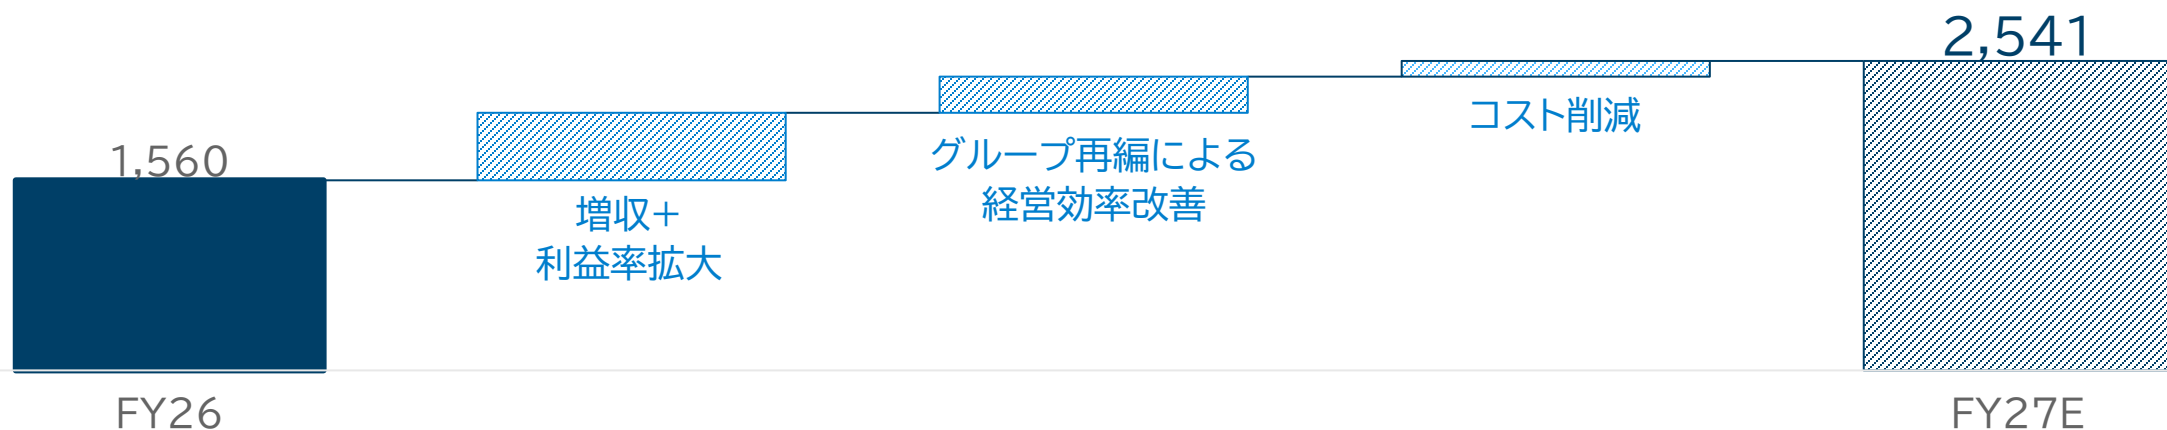 2,541
1,560
増収＋
利益率拡大
グループ再編による
経営効率改善
コスト削減
FY26
FY27E